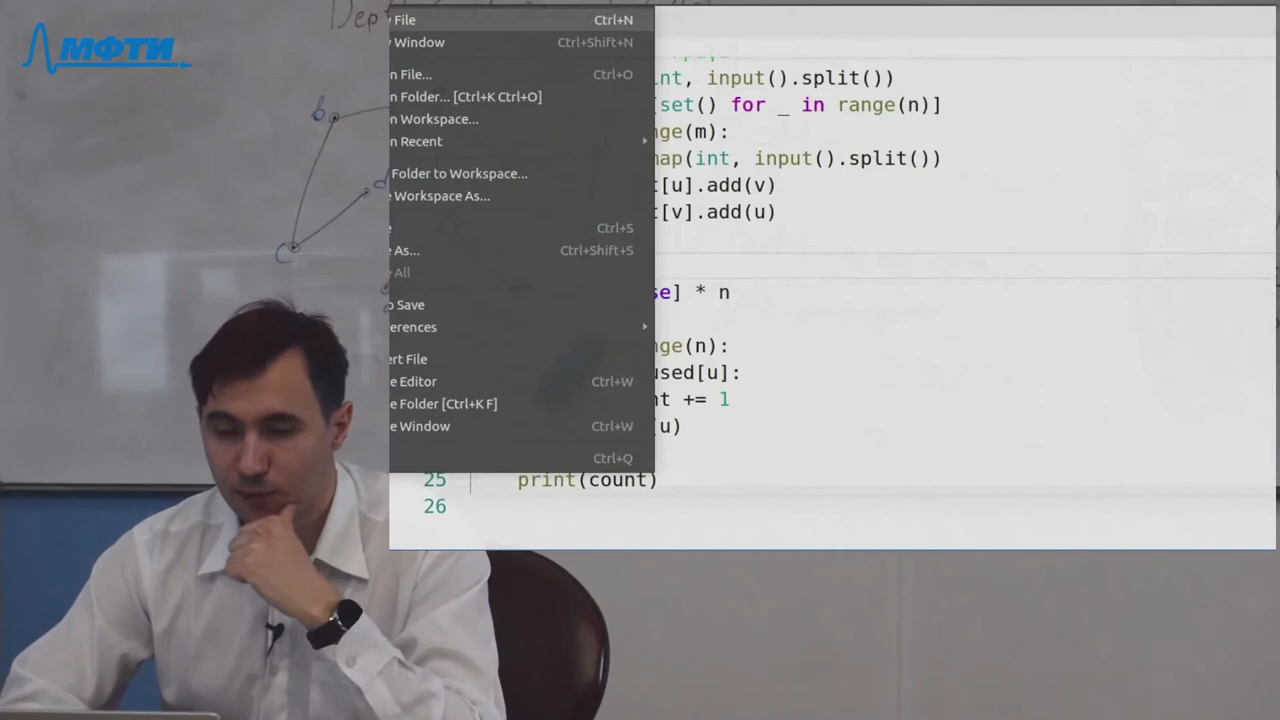 Dept
МФТИ
b
d
c
File Ctrl+N
Window Ctrl+Shift+N
n File... Ctrl+O
n Folder... [Ctrl+K Ctrl+O]
n Workspace...
n Recent
Folder to Workspace...
e Workspace As...
e Ctrl+S
e As... Ctrl+Shift+S
e All
o Save
erences
ert File
e Editor Ctrl+W
e Folder [Ctrl+K F]
e Window Ctrl+W
Ctrl+Q
int, input().split())
[set() for _ in range(n)]
nge(m):
map(int, input().split())
t[u].add(v)
t[v].add(u)
se] * n
nge(n):
used[u]:
nt += 1
(u)
25 print(count)
26